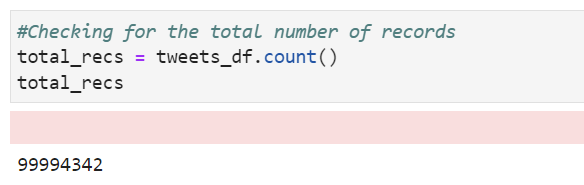 #Checking for the total number of records
total_recs = tweets_df.count()
total_recs
99994342